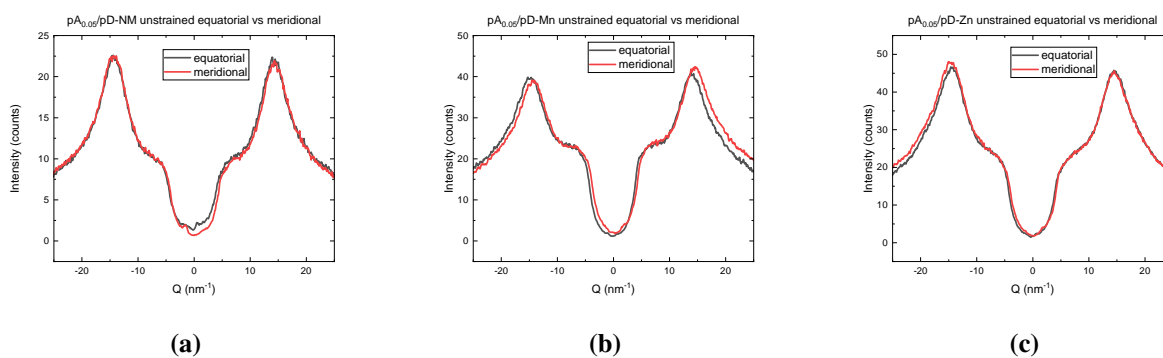 pA0.05/pD-NM unstrained equatorial vs meridional
equatorial
meridional
Intensity (counts)
25
20
15
10
5
0
-20
-10
0
10
20
Q (nm-1)
(a)
pA0.05/pD-Mn unstrained equatorial vs meridional
equatorial
meridional
Intensity (counts)
50
40
30
20
10
0
-20
-10
0
10
20
Q (nm-1)
(b)
pA0.05/pD-Zn unstrained equatorial vs meridional
equatorial
meridional
Intensity (counts)
50
40
30
20
10
0
-20
-10
0
10
20
Q (nm-1)
(c)